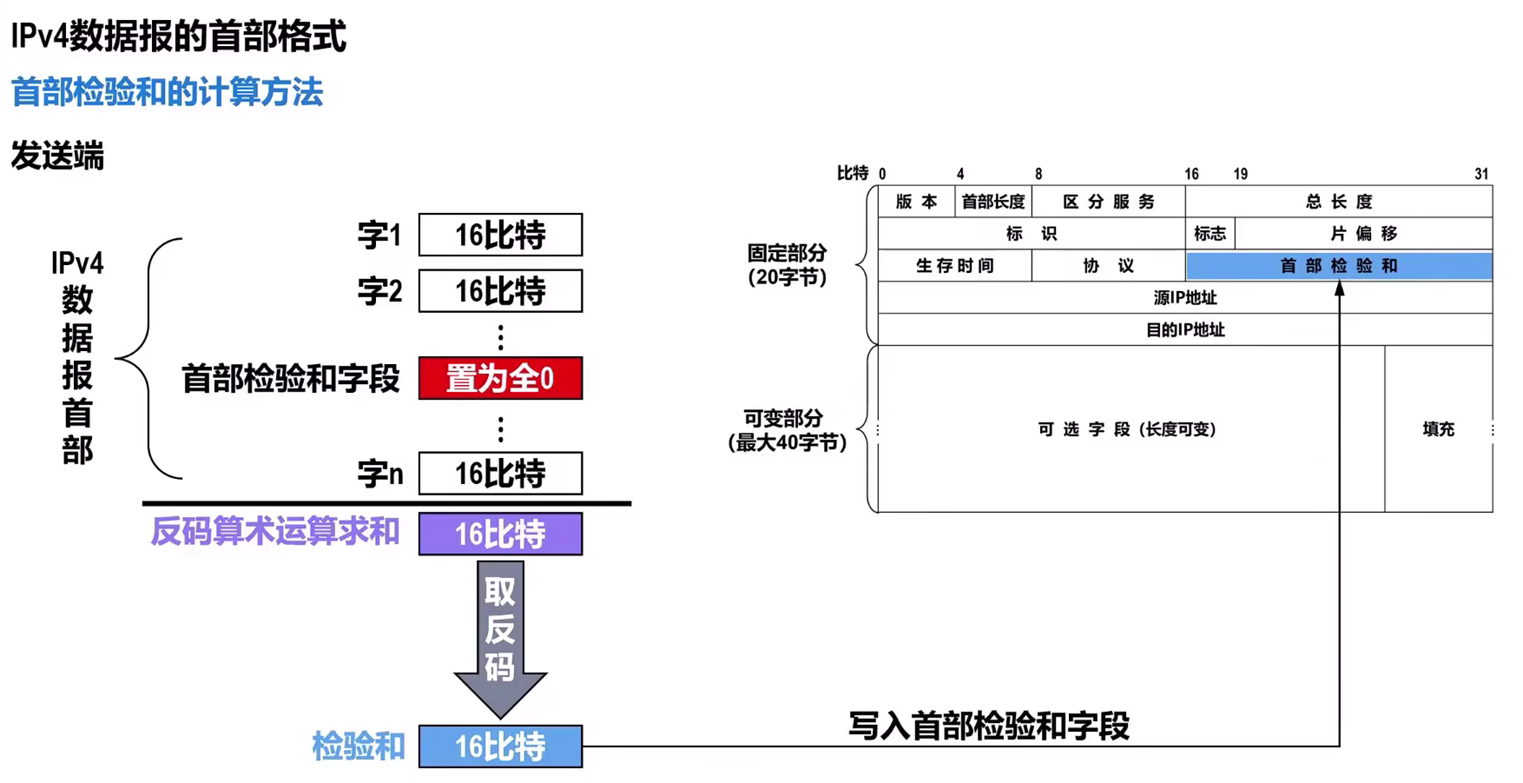 IPv4数据报的首部格式
首部检验和的计算方法
发送端
IPv4
数
据
报
首
部
字1 16比特
字2 16比特
⋮
首部检验和字段 置为全0
⋮
字n 16比特
反码算术运算求和 16比特
取
反
码
检验和 16比特
写入首部检验和字段
比特 0 4 8 16 19 31
固定部分
(20字节)
版 本 首部长度 区 分 服 务 总 长 度
标 识 标志 片 偏 移
生 存 时 间 协 议 首 部 检 验 和
源IP地址
目的IP地址
可变部分
(最大40字节)
可 选 字 段 (长度可变) 填充